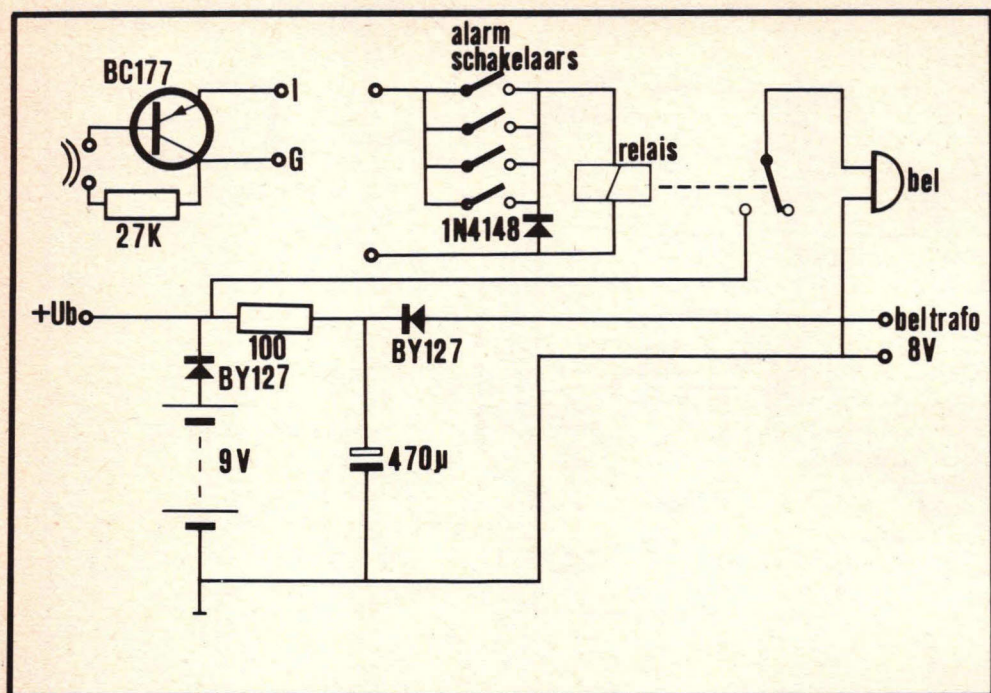 alarm
schakelaars
BC177
I
G
27K
relais
bel
1N4148
+Ub
100
BY127
BY127
beltrafo
8V
9V
470µ